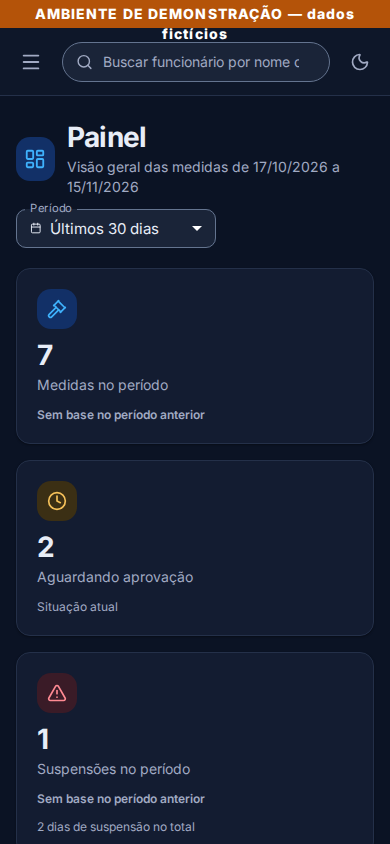 AMBIENTE DE DEMONSTRAÇÃO — dados
fictícios
Buscar funcionário por nome c
Painel
Visão geral das medidas de 17/10/2026 a
15/11/2026
Período
Últimos 30 dias
7
Medidas no período
Sem base no período anterior
2
Aguardando aprovação
Situação atual
1
Suspensões no período
Sem base no período anterior
2 dias de suspensão no total